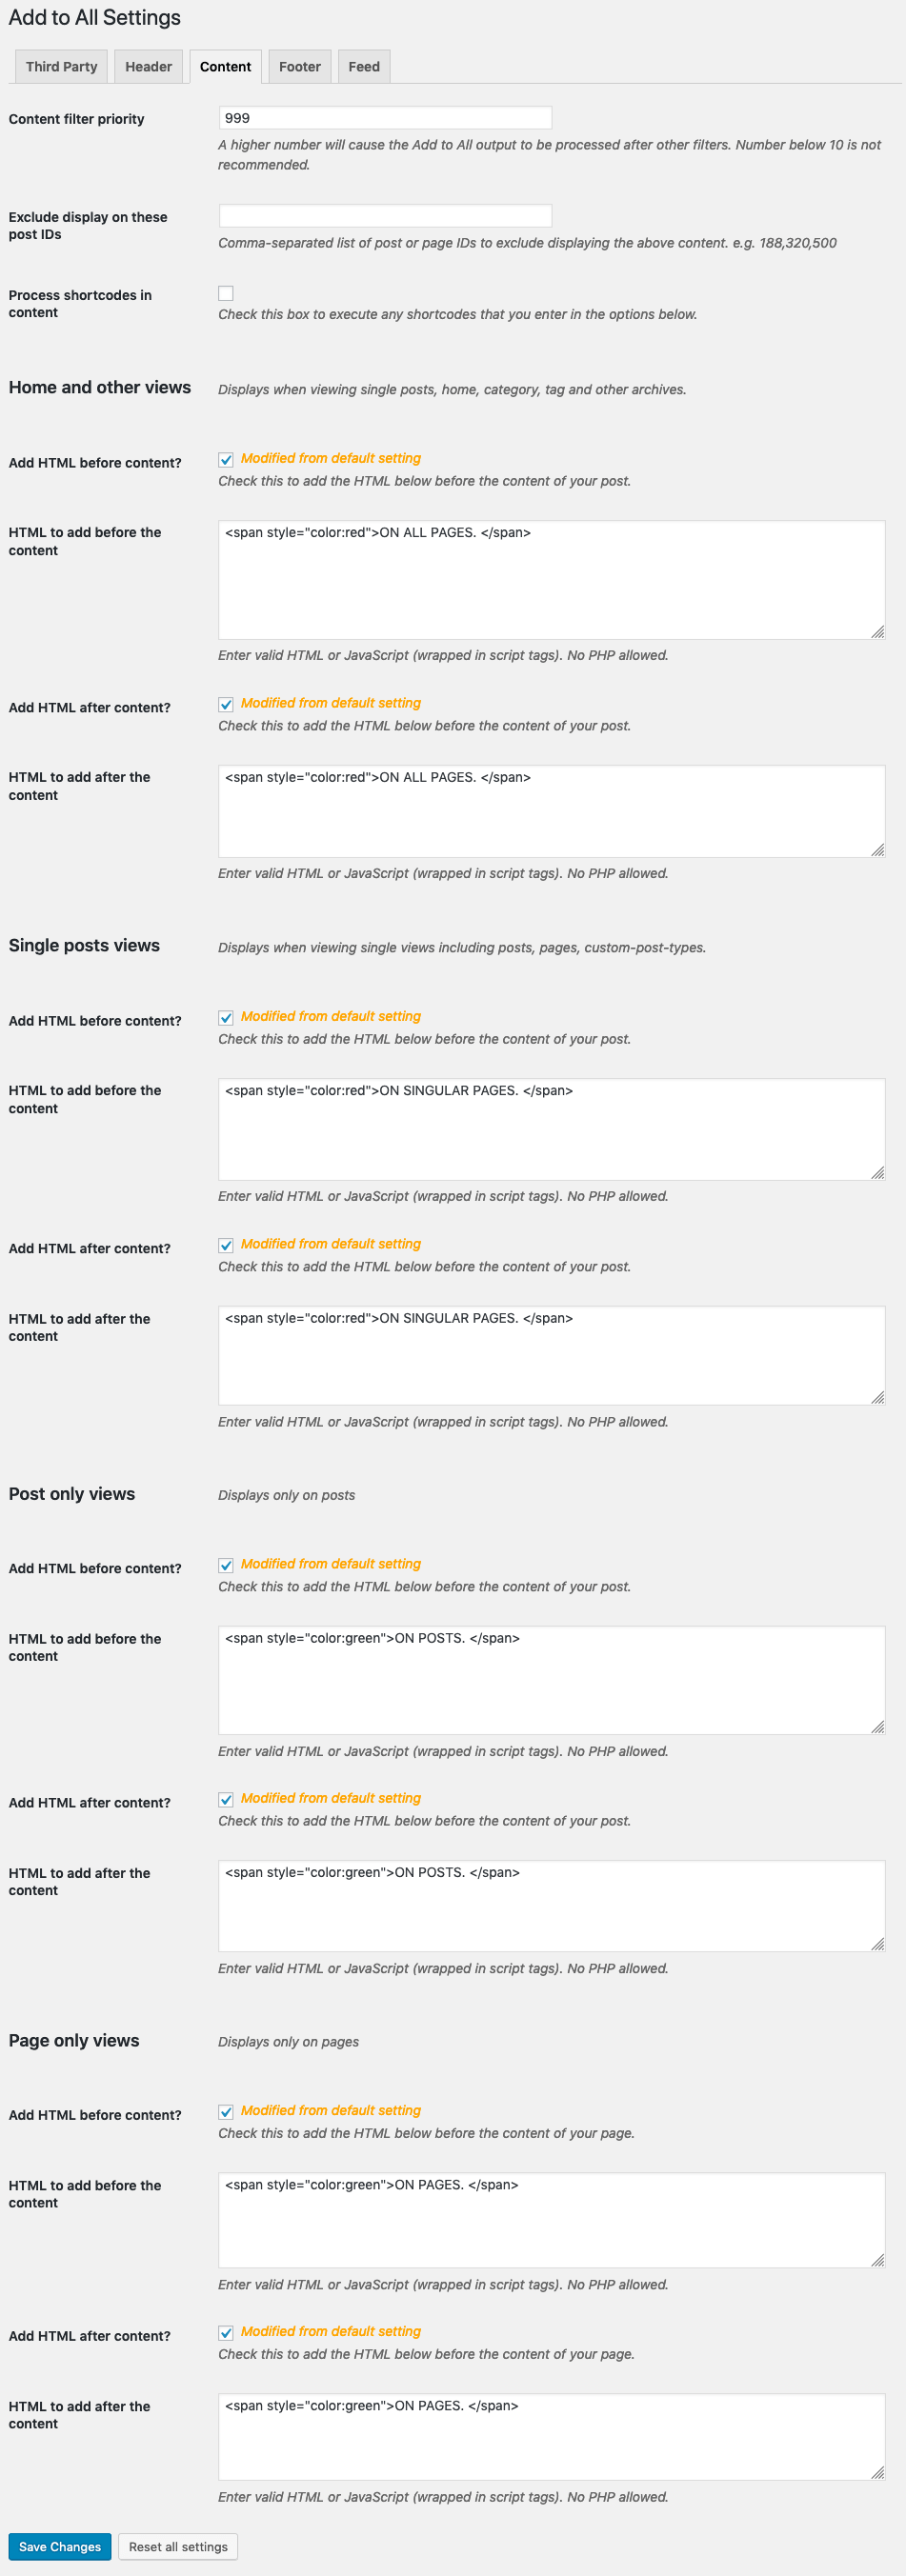 Add to All Settings
Third Party Header Content Footer Feed
Content filter priority
999
A higher number will cause the Add to All output to be processed after other filters. Number below 10 is not
recommended.
Exclude display on these
post IDs
Comma-separated list of post or page IDs to exclude displaying the above content. e.g. 188,320,500
Process shortcodes in
content
Check this box to execute any shortcodes that you enter in the options below.
Home and other views
Displays when viewing single posts, home, category, tag and other archives.
Add HTML before content?
Modified from default setting
Check this to add the HTML below before the content of your post.
HTML to add before the
content
<span style="color:red">ON ALL PAGES. </span>
Enter valid HTML or JavaScript (wrapped in script tags). No PHP allowed.
Add HTML after content?
Modified from default setting
Check this to add the HTML below before the content of your post.
HTML to add after the
content
<span style="color:red">ON ALL PAGES. </span>
Enter valid HTML or JavaScript (wrapped in script tags). No PHP allowed.
Single posts views
Displays when viewing single views including posts, pages, custom-post-types.
Add HTML before content?
Modified from default setting
Check this to add the HTML below before the content of your post.
HTML to add before the
content
<span style="color:red">ON SINGULAR PAGES. </span>
Enter valid HTML or JavaScript (wrapped in script tags). No PHP allowed.
Add HTML after content?
Modified from default setting
Check this to add the HTML below before the content of your post.
HTML to add after the
content
<span style="color:red">ON SINGULAR PAGES. </span>
Enter valid HTML or JavaScript (wrapped in script tags). No PHP allowed.
Post only views
Displays only on posts
Add HTML before content?
Modified from default setting
Check this to add the HTML below before the content of your post.
HTML to add before the
content
<span style="color:green">ON POSTS. </span>
Enter valid HTML or JavaScript (wrapped in script tags). No PHP allowed.
Add HTML after content?
Modified from default setting
Check this to add the HTML below before the content of your post.
HTML to add after the
content
<span style="color:green">ON POSTS. </span>
Enter valid HTML or JavaScript (wrapped in script tags). No PHP allowed.
Page only views
Displays only on pages
Add HTML before content?
Modified from default setting
Check this to add the HTML below before the content of your page.
HTML to add before the
content
<span style="color:green">ON PAGES. </span>
Enter valid HTML or JavaScript (wrapped in script tags). No PHP allowed.
Add HTML after content?
Modified from default setting
Check this to add the HTML below before the content of your page.
HTML to add after the
content
<span style="color:green">ON PAGES. </span>
Enter valid HTML or JavaScript (wrapped in script tags). No PHP allowed.
Save Changes Reset all settings